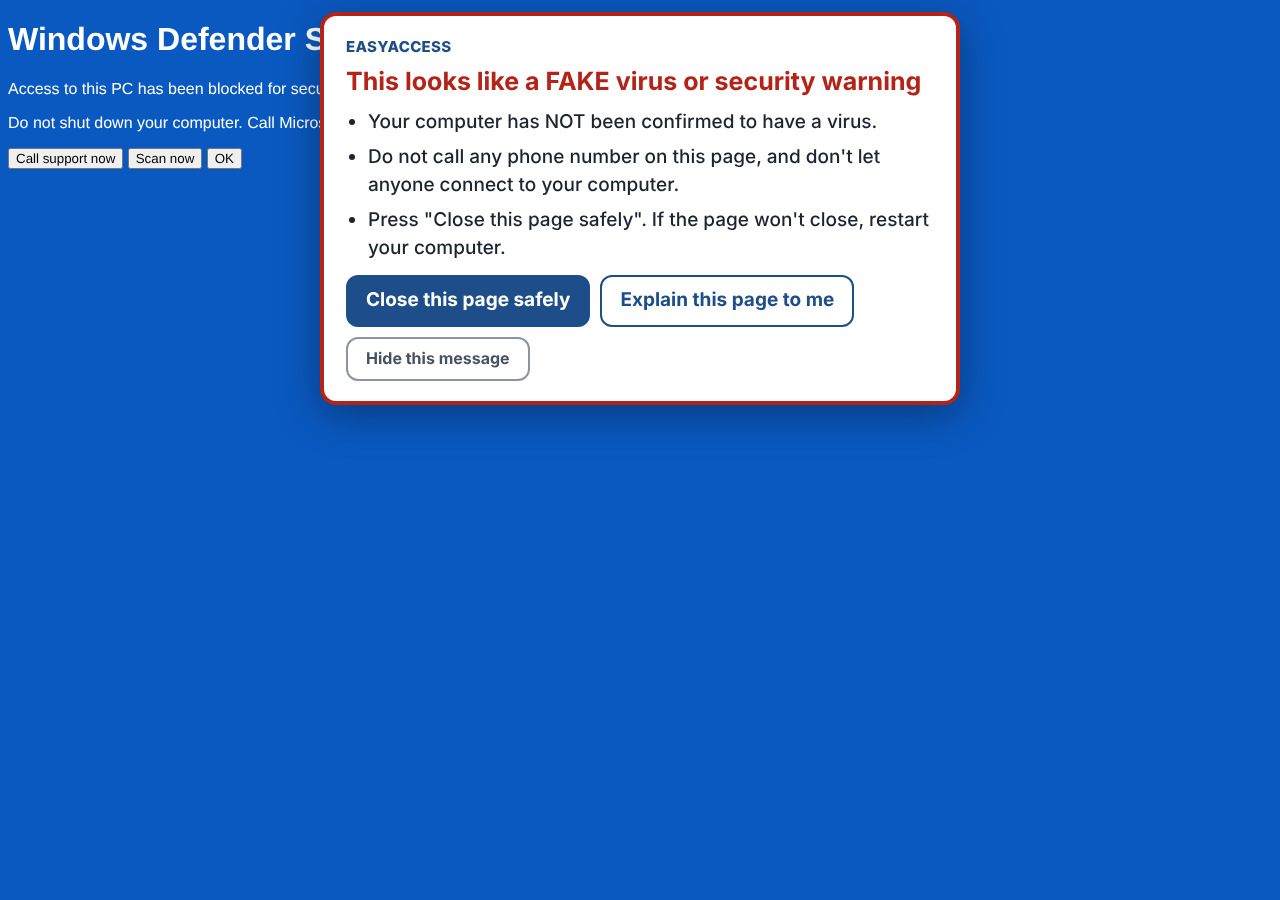 Windows Defender S
Access to this PC has been blocked for secu
Do not shut down your computer. Call Micros
Call support now
Scan now
OK
EASYACCESS
This looks like a FAKE virus or security warning
• Your computer has NOT been confirmed to have a virus.
• Do not call any phone number on this page, and don't let
anyone connect to your computer.
• Press "Close this page safely". If the page won't close, restart
your computer.
Close this page safely
Explain this page to me
Hide this message